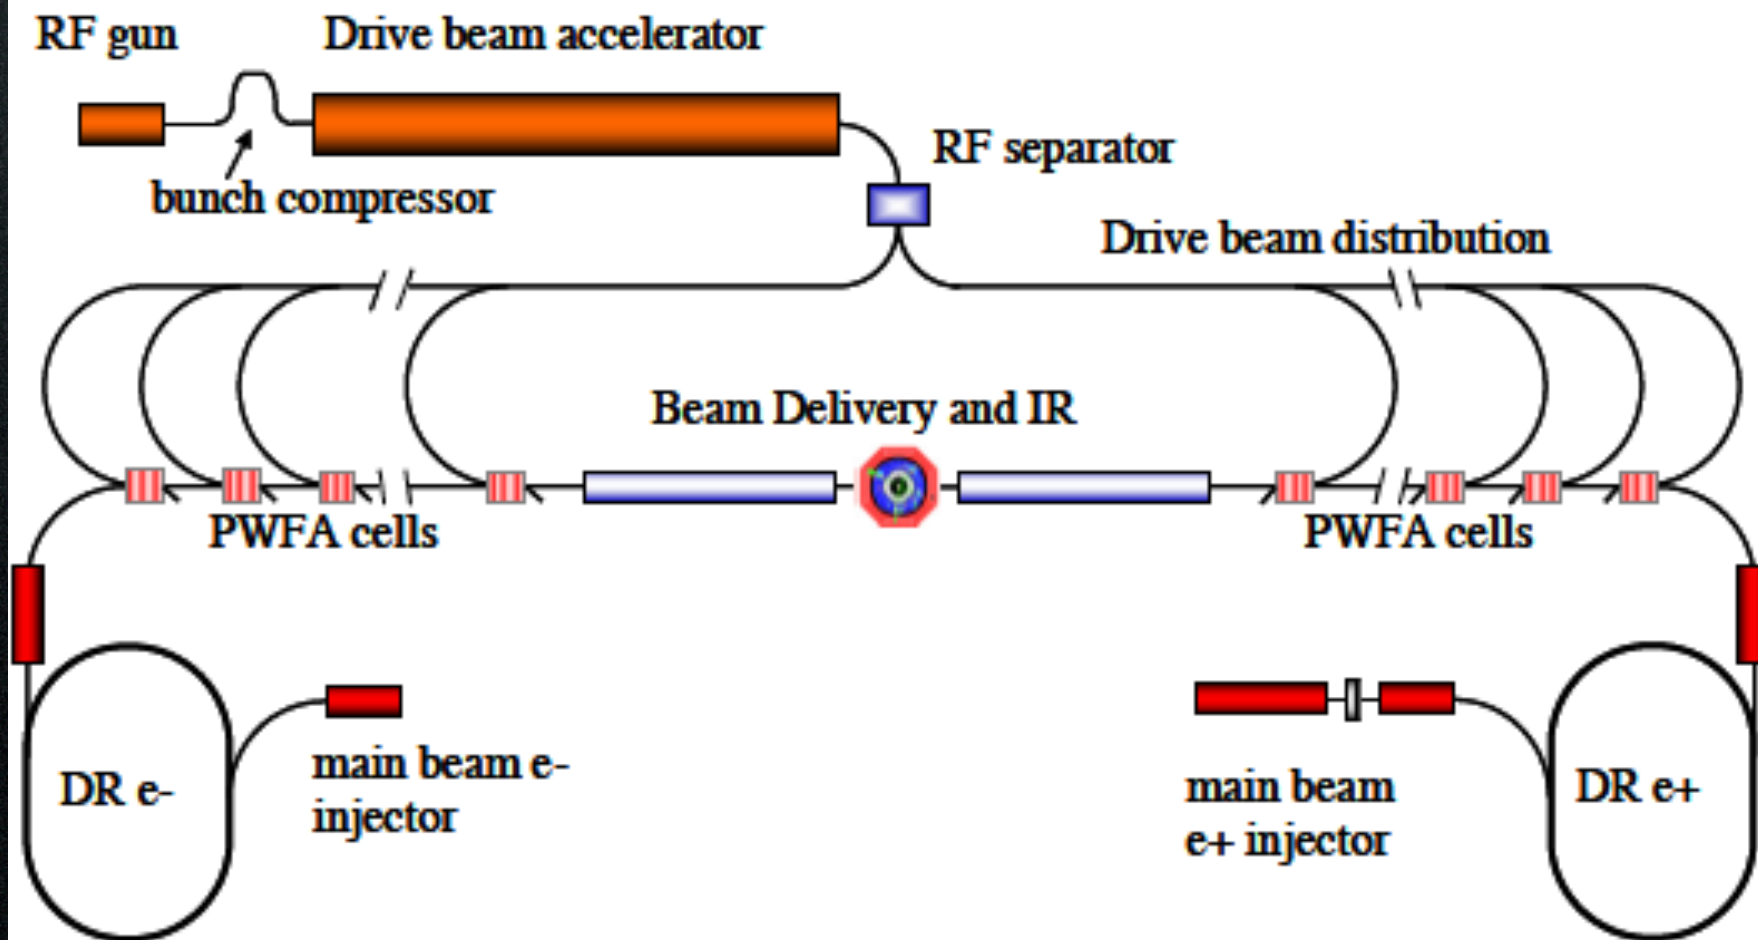 RF gun
Drive beam accelerator
RF separator
bunch compressor
Drive beam distribution
Beam Delivery and IR
PWFA cells
PWFA cells
DR e-
main beam e-
injector
main beam
e+ injector
DR e+